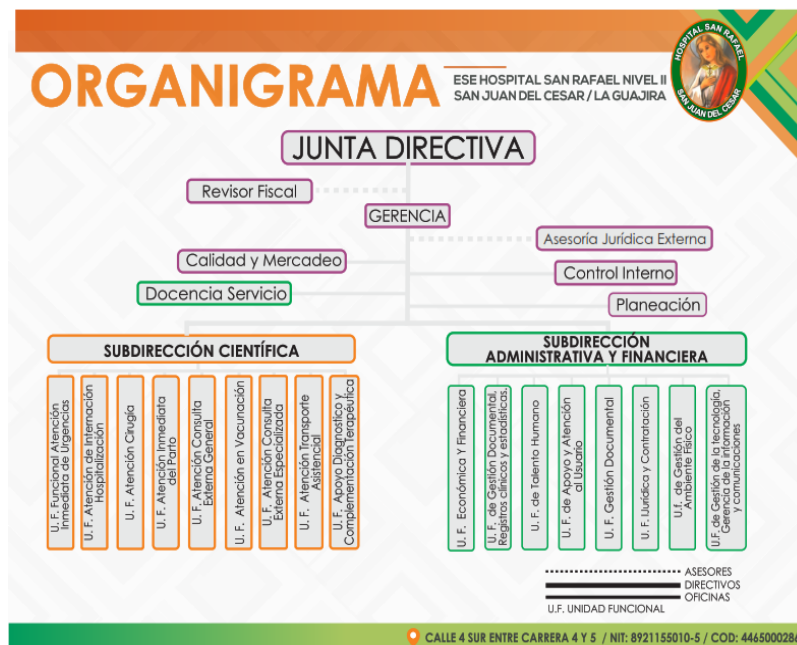 ORGANIGRAMA
ESE HOSPITAL SAN RAFAEL NIVEL II
SAN JUAN DEL CESAR / LA GUAJIRA
HOSPITAL SAN RAFAEL
SAN JUAN DEL CESAR
JUNTA DIRECTIVA
Revisor Fiscal
GERENCIA
Asesoría Jurídica Externa
Calidad y Mercadeo
Control Interno
Docencia Servicio
Planeación
SUBDIRECCIÓN CIENTÍFICA
SUBDIRECCIÓN
ADMINISTRATIVA Y FINANCIERA
U. F. Funcional Atención
Inmediata de Urgencias
U. F. Atención de Internación
Hospitalización
U. F. Atención Cirugía
U. F. Atención Inmediata
del Parto
U. F. Atención Consulta
Externa General
U. F. Atención en Vacunación
U. F. Atención Consulta
Externa Especializada
U. F. Atención Transporte
Asistencial
U. F. Apoyo Diagnostico y
Complementación Terapéutica
U. F. Económica Y Financiera
U. F. de Gestión Documental,
Registros clínicos y estadísticas.
U. F. de Talento Humano
U. F. de Apoyo y Atención
al Usuario
U. F. Gestión Documental
U. F. IJurídica y Contratación
U.f. de Gestión del
Ambiente Físico
U.F. de Gestión de la tecnología,
Gerencia de la información
y comunicaciones
ASESORES
DIRECTIVOS
OFICINAS
U.F. UNIDAD FUNCIONAL
CALLE 4 SUR ENTRE CARRERA 4 Y 5 / NIT: 8921155010-5 / COD: 4465000286